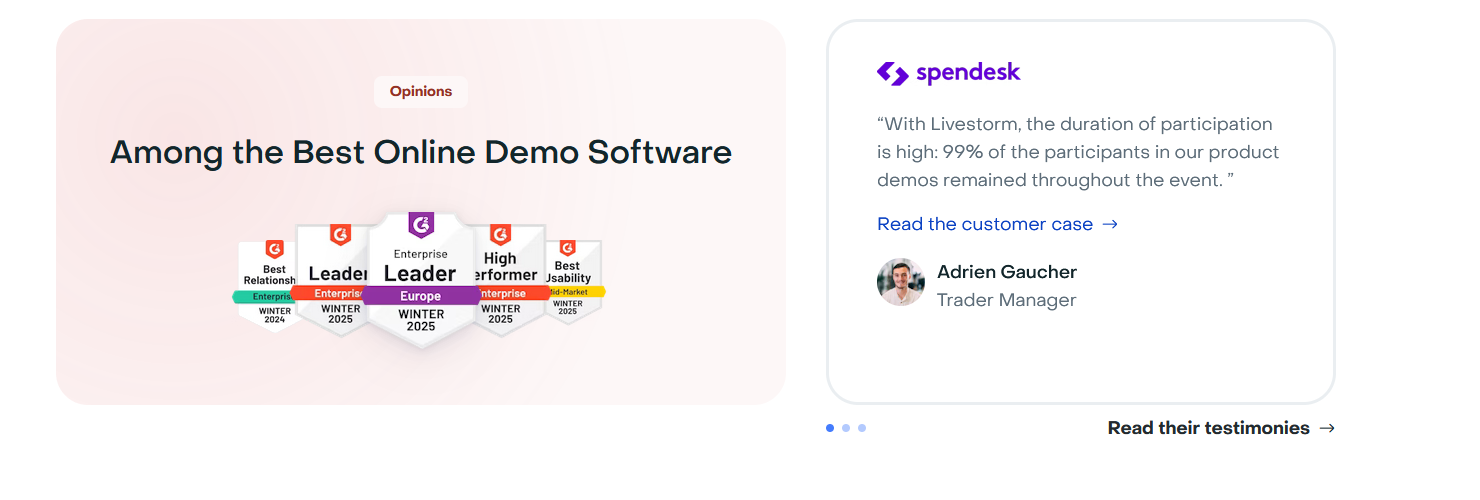 Opinions
Among the Best Online Demo Software
Best
Relationsh
Enterpris
WINTER
2024
Leader
Enterpris
WINTER
2025
Enterprise
Leader
Europe
WINTER
2025
High
erformer
nterprise
WINTER
2025
Best
Usability
Mid-Market
WINTER
2025
spendesk
“With Livestorm, the duration of participation
is high: 99% of the participants in our product
demos remained throughout the event. ”
Read the customer case →
Adrien Gaucher
Trader Manager
Read their testimonies →